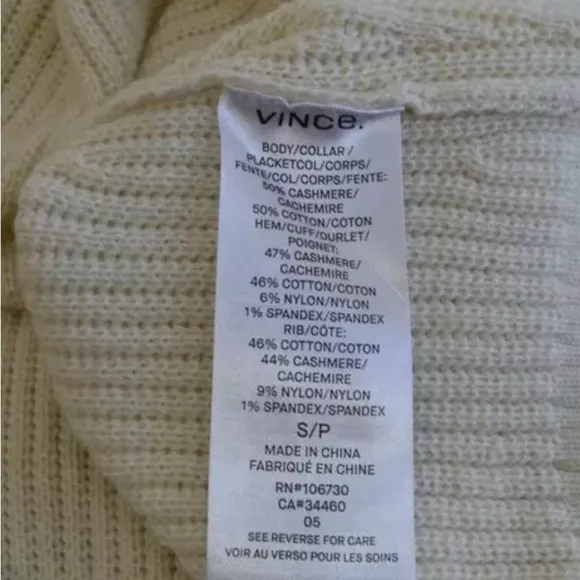 VINCe.
BODY/COLLAR/
PLACKETCOL/CORPS/
FENTE/COL/CORPS/FENTE:
50% CASHMERE/
CACHEMIRE
50% COTTON/COTON
HEM/CUFF/OURLET/
POIGNET:
47% CASHMERE/
CACHEMIRE
46% COTTON/COTON
6% NYLON/NYLON
1% SPANDEX/SPANDEX
RIB/CÔTE:
46% COTTON/COTON
44% CASHMERE/
CACHEMIRE
9% NYLON/NYLON
1% SPANDEX/SPANDEX
S/P
MADE IN CHINA
FABRIQUÉ EN CHINE
RN#106730
CA#34460
05
SEE REVERSE FOR CARE
VOIR AU VERSO POUR LES SOINS